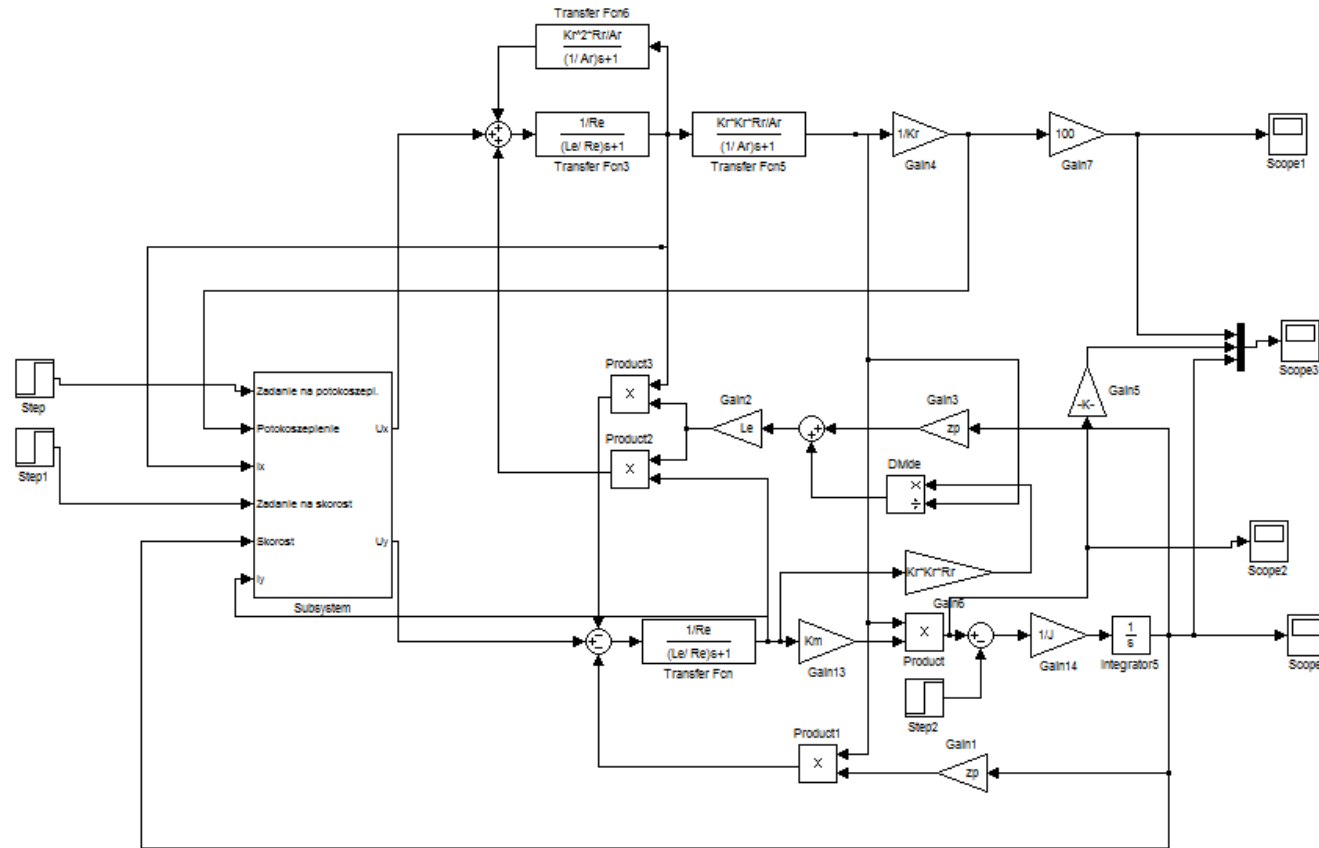 Transfer Fcn6
Kr^2*Rr/Ar
(1/ Ar)s+1
1/Re
(Le/ Re)s+1
Transfer Fcn3
Kr*Kr*Rr/Ar
(1/ Ar)s+1
Transfer Fcn5
1/Kr
Gain4
100
Gain7
Scope1
Step
Step1
Zadanie na potokoszepl.
Potokoszeplenie
Ix
Zadanie na skorost
Skorost
Iy
Ux
Uy
Subsystem
Product3
×
Product2
×
Gain2
Le
+
+
Gain3
zp
Divide
×
÷
Gain5
-K-
Scope3
Scope2
Kr*Kr*Rr
Gain6
1/Re
(Le/ Re)s+1
Transfer Fcn
Km
Gain13
×
Product
Step2
1/J
Gain14
1
s
Integrator5
Scope
Product1
×
Gain1
zp